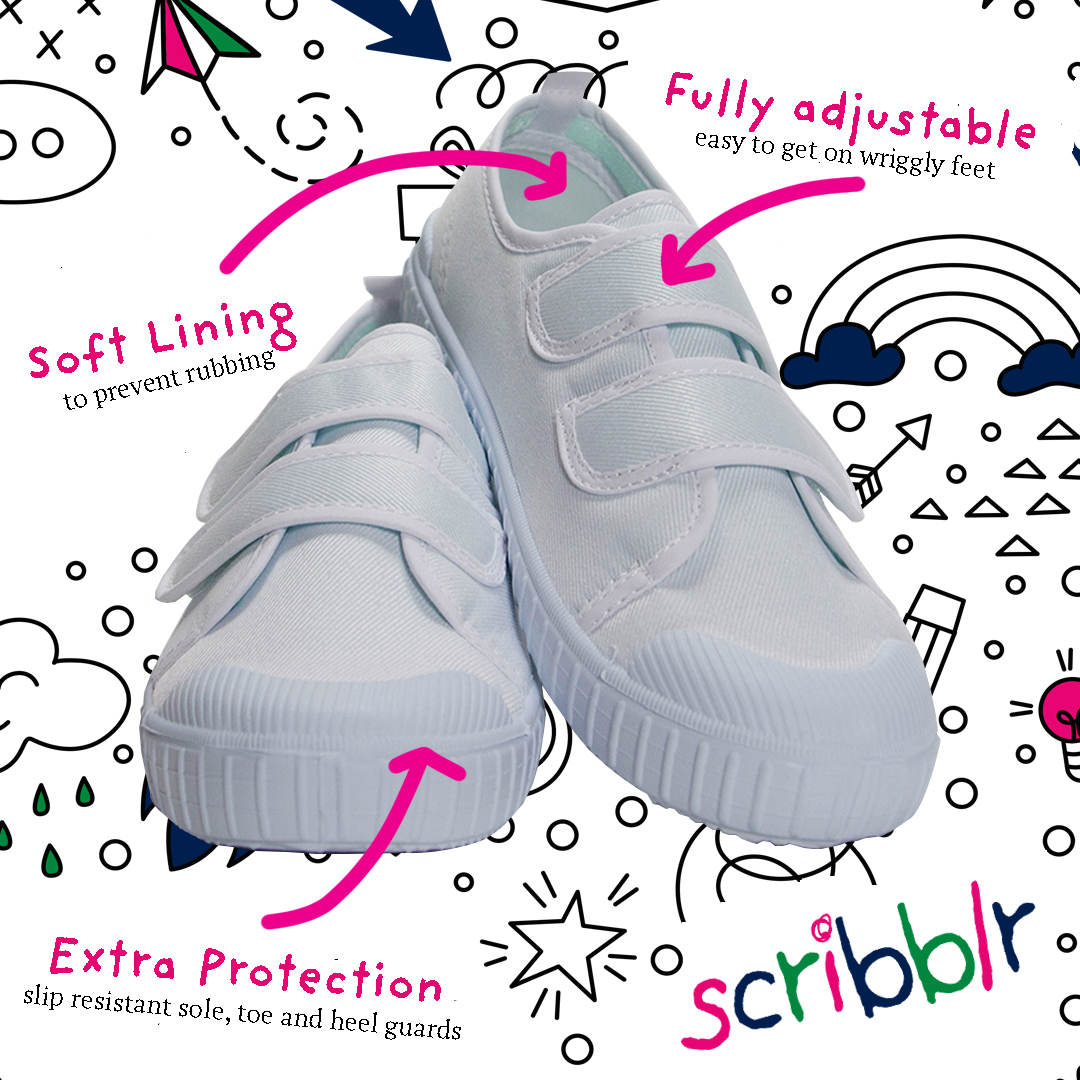 Fully adjustable
easy to get on wriggly feet
Soft Lining
to prevent rubbing
Extra Protection
slip resistant sole, toe and heel guards
scribblr